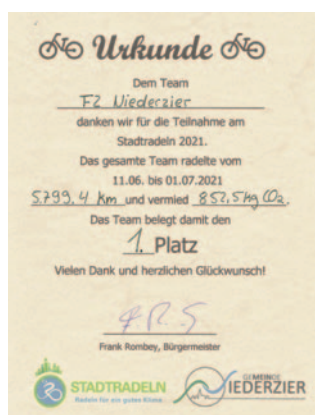 Urkunde
Dem Team
FZ Niederzier
danken wir für die Teilnahme am
Stadtradeln 2021.
Das gesamte Team radelte vom
11.06. bis 01.07.2021
5.799,4 km und vermied 852,5 kg CO₂.
Das Team belegt damit den
1. Platz
Vielen Dank und herzlichen Glückwunsch!
Frank Rombey, Bürgermeister
STADTRADELN
Radeln für ein gutes Klima
GEMEINDE
NIEDERZIER